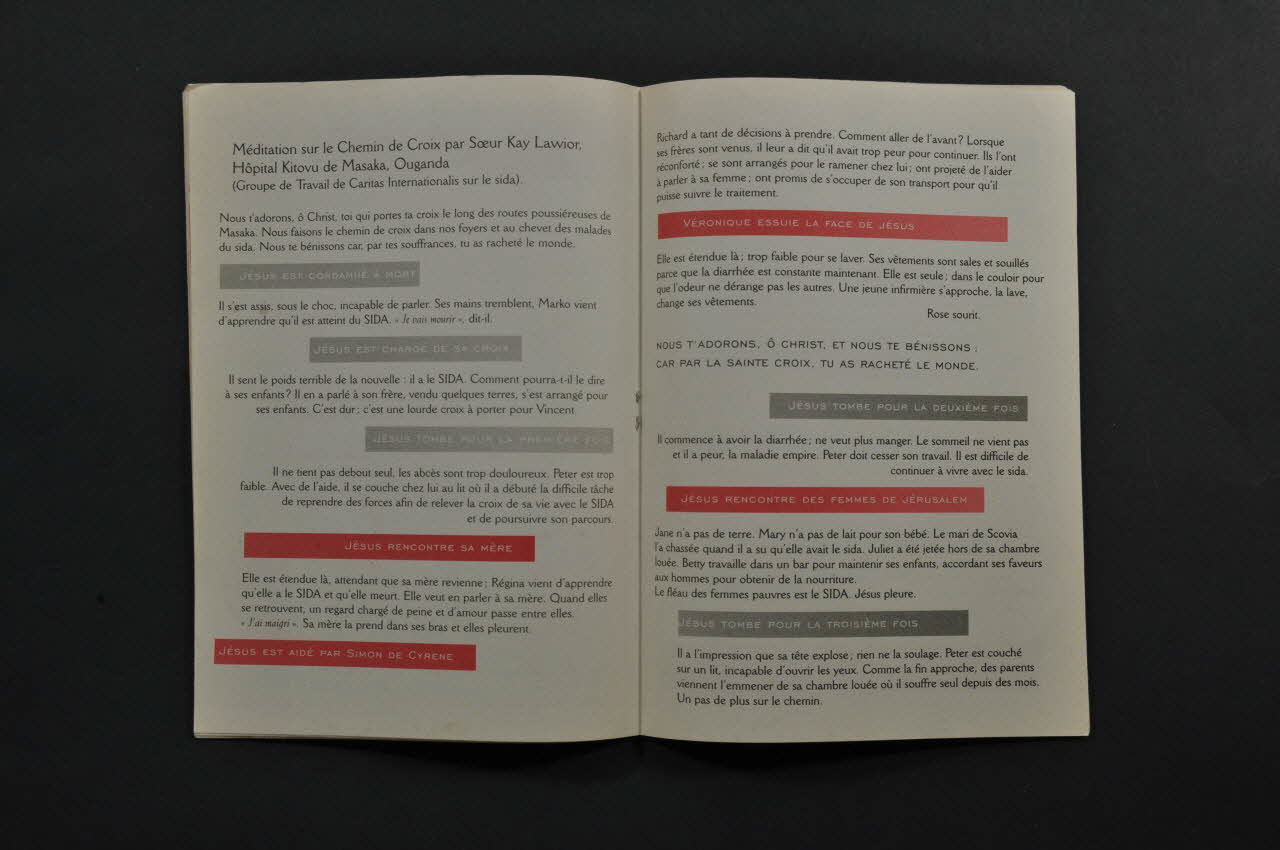 Méditation sur le Chemin de Croix par Sœur Kay Lawior,
Hôpital Kitovu de Masaka, Ouganda
(Groupe de Travail de Caritas Internationalis sur le sida).
Nous t'adorons, ô Christ, toi qui portes ta croix le long des routes poussiéreuses de
Masaka. Nous faisons le chemin de croix dans nos foyers et au chevet des malades
du sida. Nous te bénissons car, par tes souffrances, tu as racheté le monde.
JÉSUS EST CONDAMNÉ À MORT
Il s'est assis, sous le choc, incapable de parler. Ses mains tremblent, Marko vient
d'apprendre qu'il est atteint du SIDA. « Je vais mourir », dit-il.
JÉSUS EST CHARGÉ DE SA CROIX
Il sent le poids terrible de la nouvelle : il a le SIDA. Comment pourra-t-il le dire
à ses enfants ? Il en a parlé à son frère, vendu quelques terres, s'est arrangé pour
ses enfants. C'est dur ; c'est une lourde croix à porter pour Vincent.
JÉSUS TOMBE POUR LA PREMIÈRE FOIS
Il ne tient pas debout seul, les abcès sont trop douloureux. Peter est trop
faible. Avec de l'aide, il se couche chez lui au lit où il a débuté la difficile tâche
de reprendre des forces afin de relever la croix de sa vie avec le SIDA
et de poursuivre son parcours.
JÉSUS RENCONTRE SA MÈRE
Elle est étendue là, attendant que sa mère revienne ; Régina vient d'apprendre
qu'elle a le SIDA et qu'elle meurt. Elle veut en parler à sa mère. Quand elles
se retrouvent, un regard chargé de peine et d'amour passe entre elles.
« J'ai maigri ». Sa mère la prend dans ses bras et elles pleurent.
JÉSUS EST AIDÉ PAR SIMON DE CYRENE
Richard a tant de décisions à prendre. Comment aller de l'avant ? Lorsque
ses frères sont venus, il leur a dit qu'il avait trop peur pour continuer. Ils l'ont
réconforté ; se sont arrangés pour le ramener chez lui ; ont projeté de l'aider
à parler à sa femme ; ont promis de s'occuper de son transport pour qu'il
puisse suivre le traitement.
VÉRONIQUE ESSUIE LA FACE DE JÉSUS
Elle est étendue là ; trop faible pour se laver. Ses vêtements sont sales et souillés
parce que la diarrhée est constante maintenant. Elle est seule ; dans le couloir pour
que l'odeur ne dérange pas les autres. Une jeune infirmière s'approche, la lave,
change ses vêtements.
Rose sourit.
NOUS T'ADORONS, Ô CHRIST, ET NOUS TE BÉNISSONS ;
CAR PAR LA SAINTE CROIX, TU AS RACHETÉ LE MONDE.
JÉSUS TOMBE POUR LA DEUXIÈME FOIS
Il commence à avoir la diarrhée ; ne veut plus manger. Le sommeil ne vient pas
et il a peur, la maladie empire. Peter doit cesser son travail. Il est difficile de
continuer à vivre avec le sida.
JÉSUS RENCONTRE DES FEMMES DE JÉRUSALEM
Jane n'a pas de terre. Mary n'a pas de lait pour son bébé. Le mari de Scovia
l'a chassée quand il a su qu'elle avait le sida. Juliet a été jetée hors de sa chambre
louée. Betty travaille dans un bar pour maintenir ses enfants, accordant ses faveurs
aux hommes pour obtenir de la nourriture.
Le fléau des femmes pauvres est le SIDA. Jésus pleure.
JÉSUS TOMBE POUR LA TROISIÈME FOIS
Il a l'impression que sa tête explose ; rien ne la soulage. Peter est couché
sur un lit, incapable d'ouvrir les yeux. Comme la fin approche, des parents
viennent l'emmener de sa chambre louée où il souffre seul depuis des mois.
Un pas de plus sur le chemin.